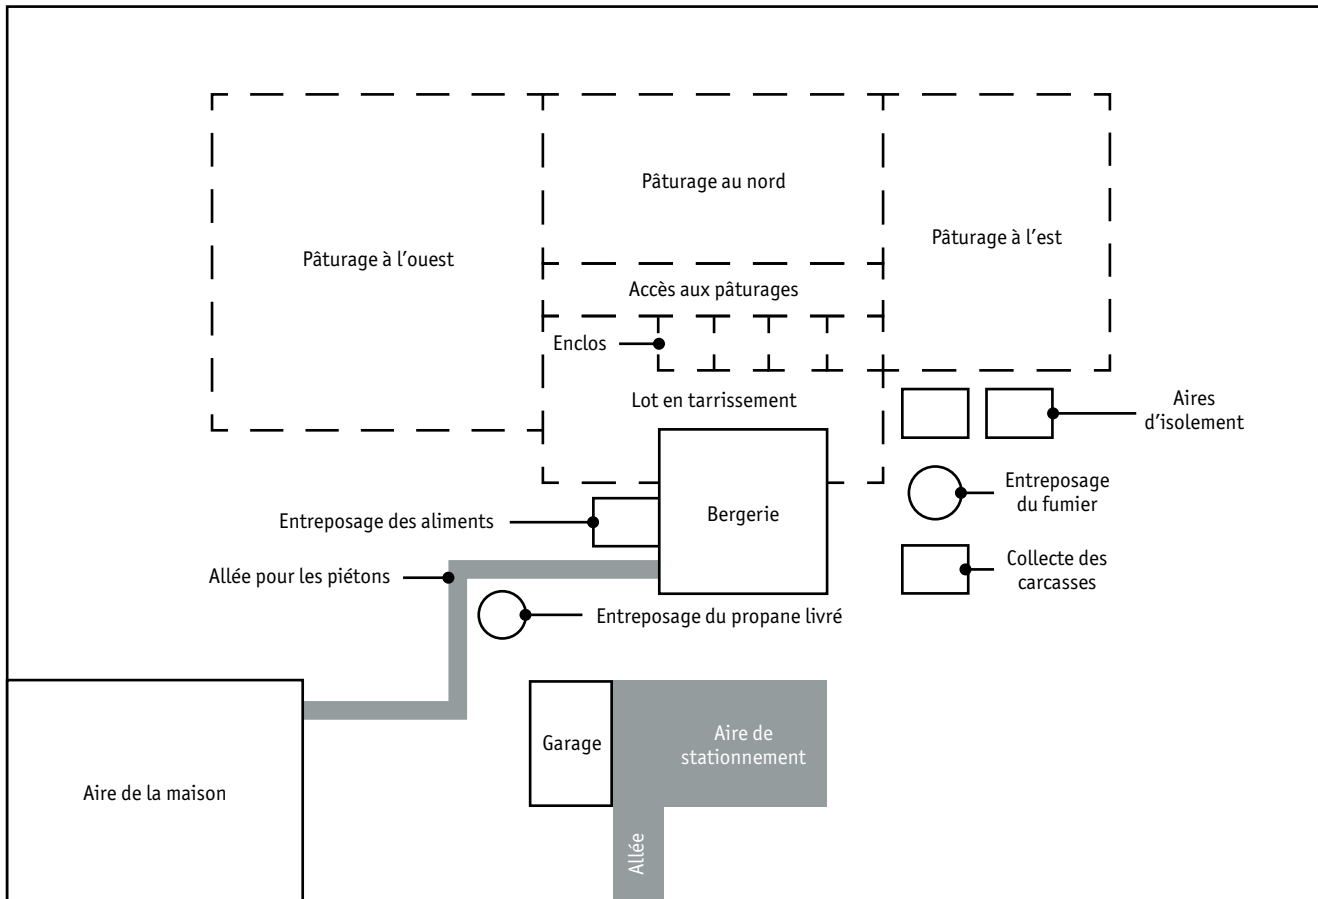 Pâturage au nord
Pâturage à l'ouest
Pâturage à l'est
Accès aux pâturages
Enclos
Lot en tarrissement
Aires
d'isolement
Entreposage
du fumier
Entreposage des aliments
Bergerie
Collecte des
carcasses
Allée pour les piétons
Entreposage du propane livré
Garage
Aire de
stationnement
Aire de la maison
Allée